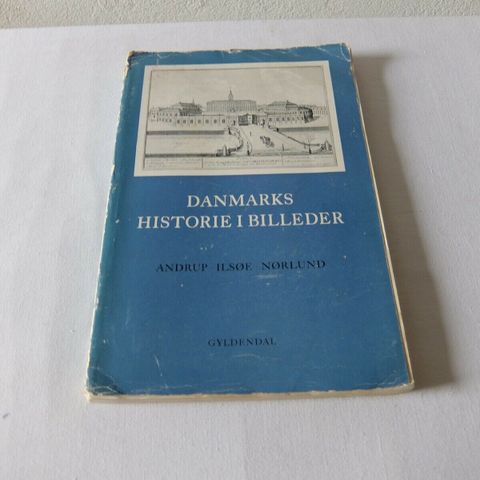 DANMARKS
HISTORIE I BILLEDER
ANDRUP ILSØE NØRLUND
GYLDENDAL